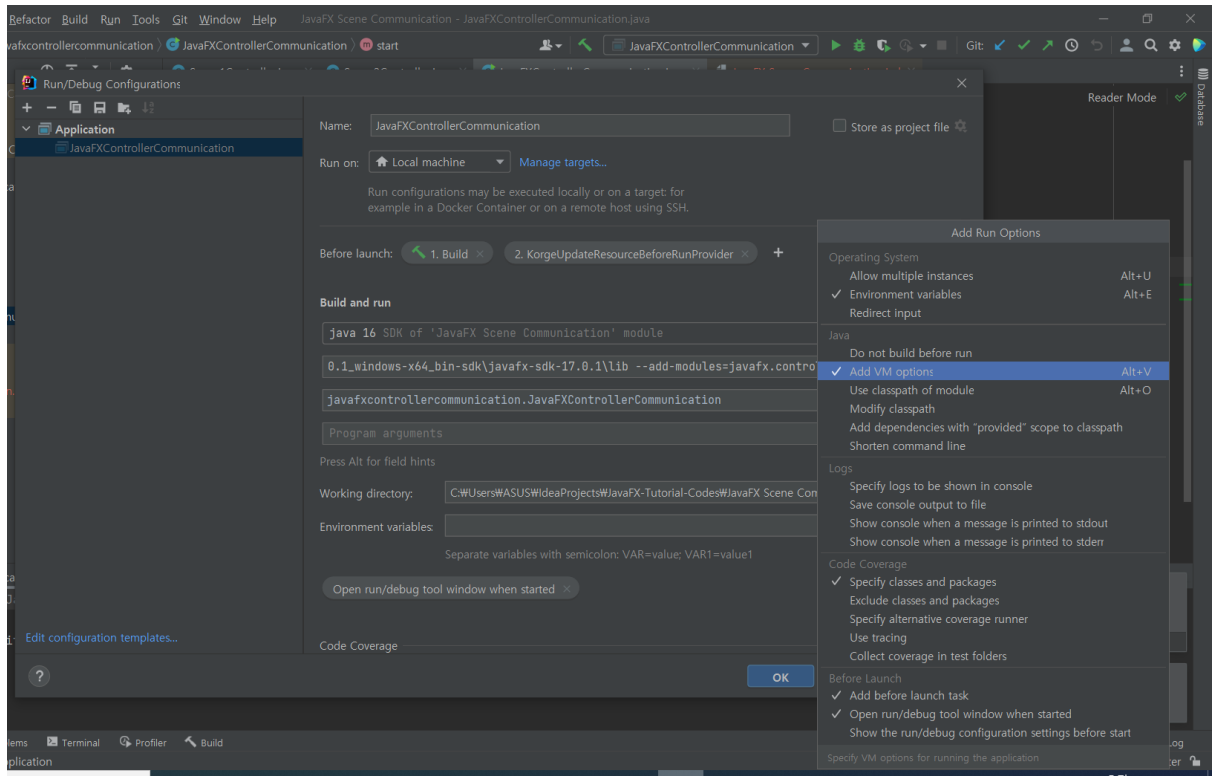 Refactor Build Run Tools Git Window Help JavaFX Scene Communication - JavaFXControllerCommunication.java
vafxcontrollercommunication JavaFXControllerCommunication start JavaFXControllerCommunication Git:
Run/Debug Configurations
Reader Mode
Database
Application
JavaFXControllerCommunication
Name: JavaFXControllerCommunication
Store as project file
Run on: Local machine Manage targets...
Run configurations may be executed locally or on a target: for
example in a Docker Container or on a remote host using SSH.
Before launch: 1. Build 2. KorgeUpdateResourceBeforeRunProvider
Build and run
java 16 SDK of 'JavaFX Scene Communication' module
0.1_windows-x64_bin-sdk\javafx-sdk-17.0.1\lib --add-modules=javafx.contro
javafxcontrollercommunication.JavaFXControllerCommunication
Program arguments
Press Alt for field hints
Working directory: C:₩Users₩ASUS₩IdeaProjects₩JavaFX-Tutorial-Codes₩JavaFX Scene Com
Environment variables:
Separate variables with semicolon: VAR=value; VAR1=value1
Open run/debug tool window when started
Code Coverage
Edit configuration templates...
?
OK
Add Run Options
Operating System
Allow multiple instances Alt+U
Environment variables Alt+E
Redirect input
Java
Do not build before run
Add VM options Alt+V
Use classpath of module Alt+O
Modify classpath
Add dependencies with “provided” scope to classpath
Shorten command line
Logs
Specify logs to be shown in console
Save console output to file
Show console when a message is printed to stdout
Show console when a message is printed to stderr
Code Coverage
Specify classes and packages
Exclude classes and packages
Specify alternative coverage runner
Use tracing
Collect coverage in test folders
Before Launch
Add before launch task
Open run/debug tool window when started
Show the run/debug configuration settings before start
Specify VM options for running the application
lems Terminal Profiler Build
og
plication
er